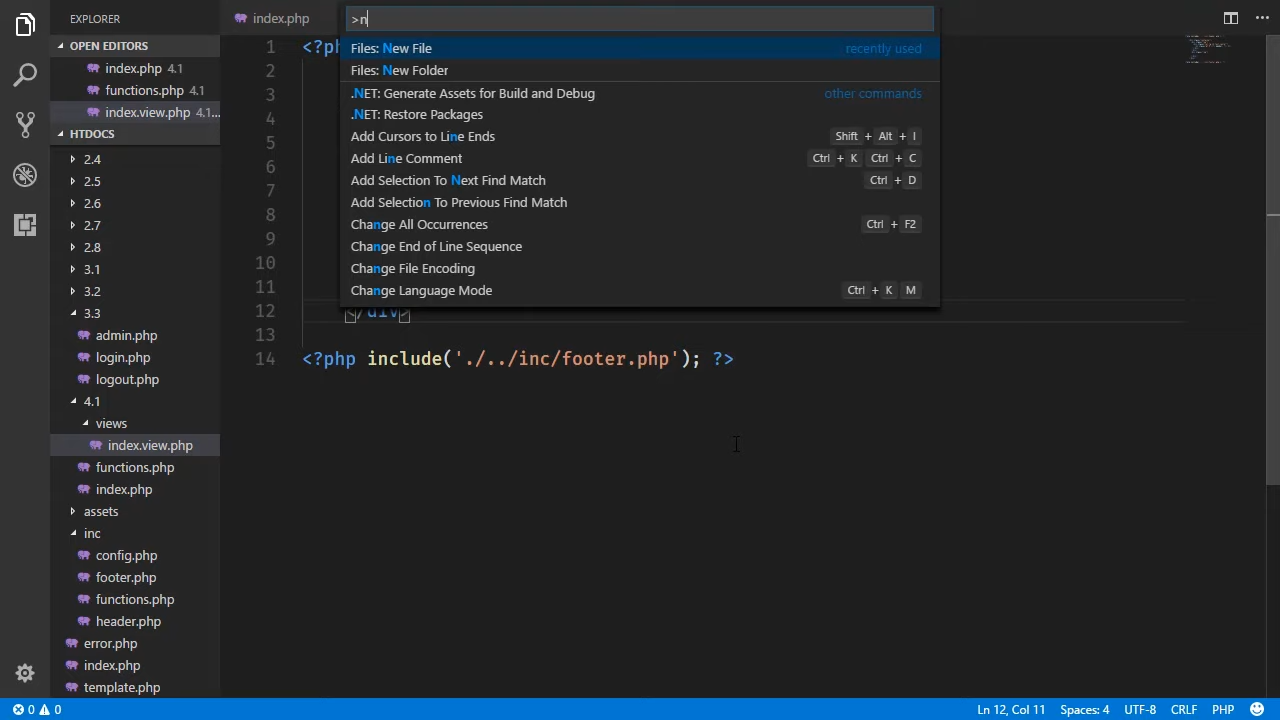 EXPLORER
OPEN EDITORS
index.php 4.1
functions.php 4.1
index.view.php 4.1...
HTDOCS
2.4
2.5
2.6
2.7
2.8
3.1
3.2
3.3
admin.php
login.php
logout.php
4.1
views
index.view.php
functions.php
index.php
assets
inc
config.php
footer.php
functions.php
header.php
error.php
index.php
template.php
index.php
>n
Files: New File recently used
Files: New Folder
.NET: Generate Assets for Build and Debug other commands
.NET: Restore Packages
Add Cursors to Line Ends Shift + Alt + I
Add Line Comment Ctrl + K Ctrl + C
Add Selection To Next Find Match Ctrl + D
Add Selection To Previous Find Match
Change All Occurrences Ctrl + F2
Change End of Line Sequence
Change File Encoding
Change Language Mode Ctrl + K M
1 <?ph
2
3
4
5
6
7
8
9
10
11
12 </div>
13
14 <?php include('./../inc/footer.php'); ?>
0 0 Ln 12, Col 11 Spaces: 4 UTF-8 CRLF PHP